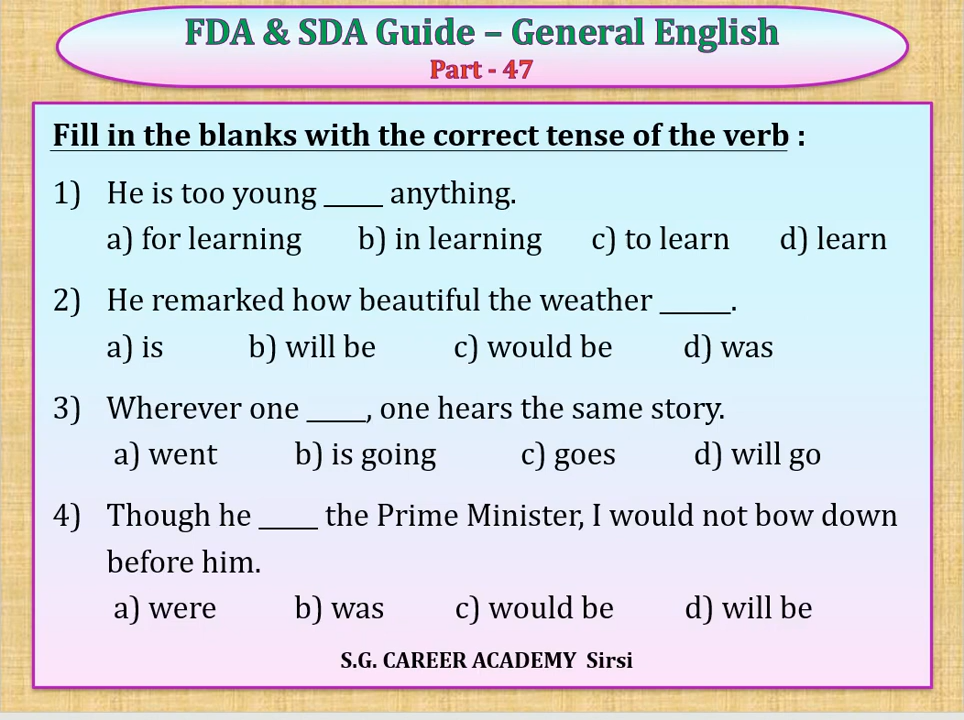 FDA & SDA Guide – General English
Part - 47
Fill in the blanks with the correct tense of the verb :
1) He is too young _____ anything.
a) for learning b) in learning c) to learn d) learn
2) He remarked how beautiful the weather ______.
a) is b) will be c) would be d) was
3) Wherever one _____, one hears the same story.
a) went b) is going c) goes d) will go
4) Though he _____ the Prime Minister, I would not bow down
before him.
a) were b) was c) would be d) will be
S.G. CAREER ACADEMY Sirsi